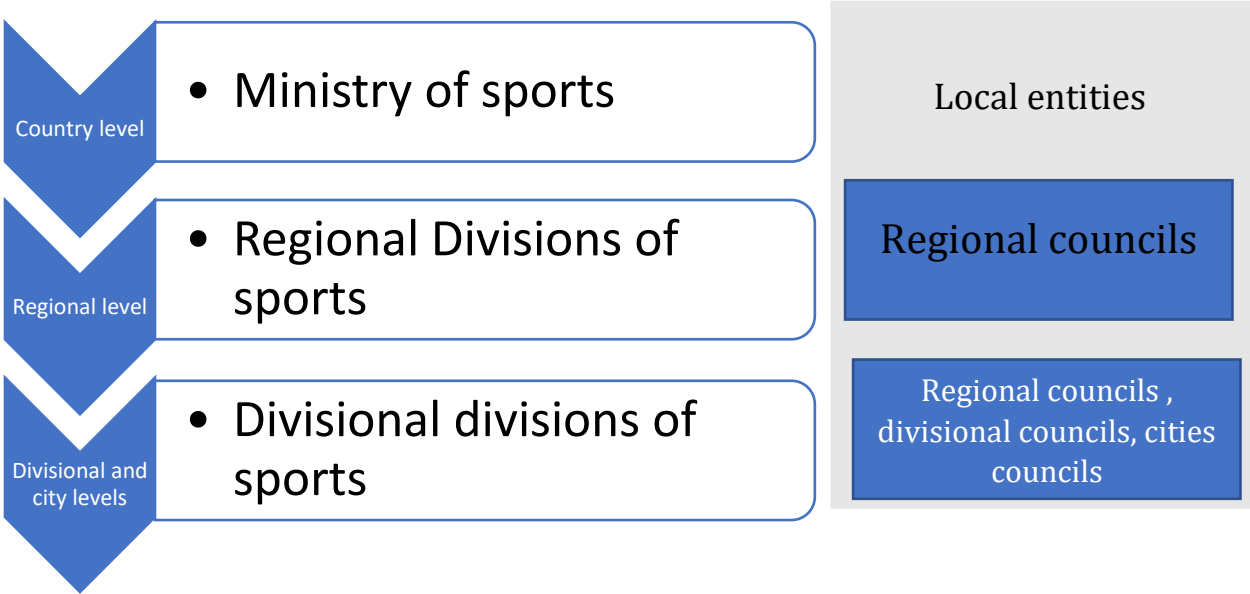 Country level
• Ministry of sports
Local entities
Regional level
• Regional Divisions of
sports
Regional councils
Divisional and
city levels
• Divisional divisions of
sports
Regional councils ,
divisional councils, cities
councils